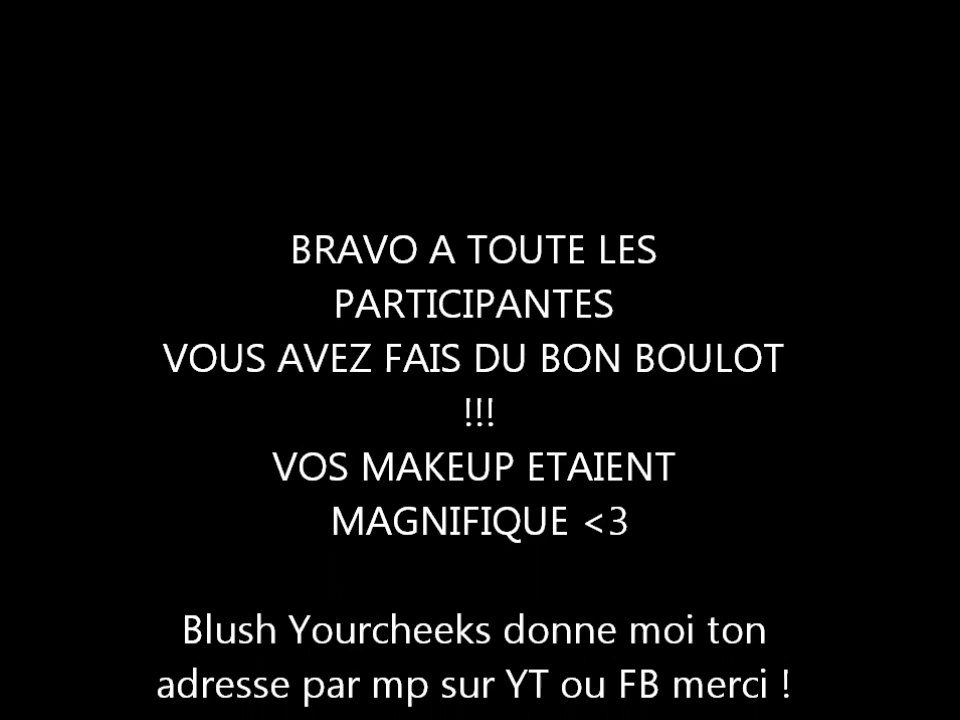 BRAVO A TOUTE LES
PARTICIPANTES
VOUS AVEZ FAIS DU BON BOULOT
!!!
VOS MAKEUP ETAIENT
MAGNIFIQUE <3
Blush Yourcheeks donne moi ton
adresse par mp sur YT ou FB merci !